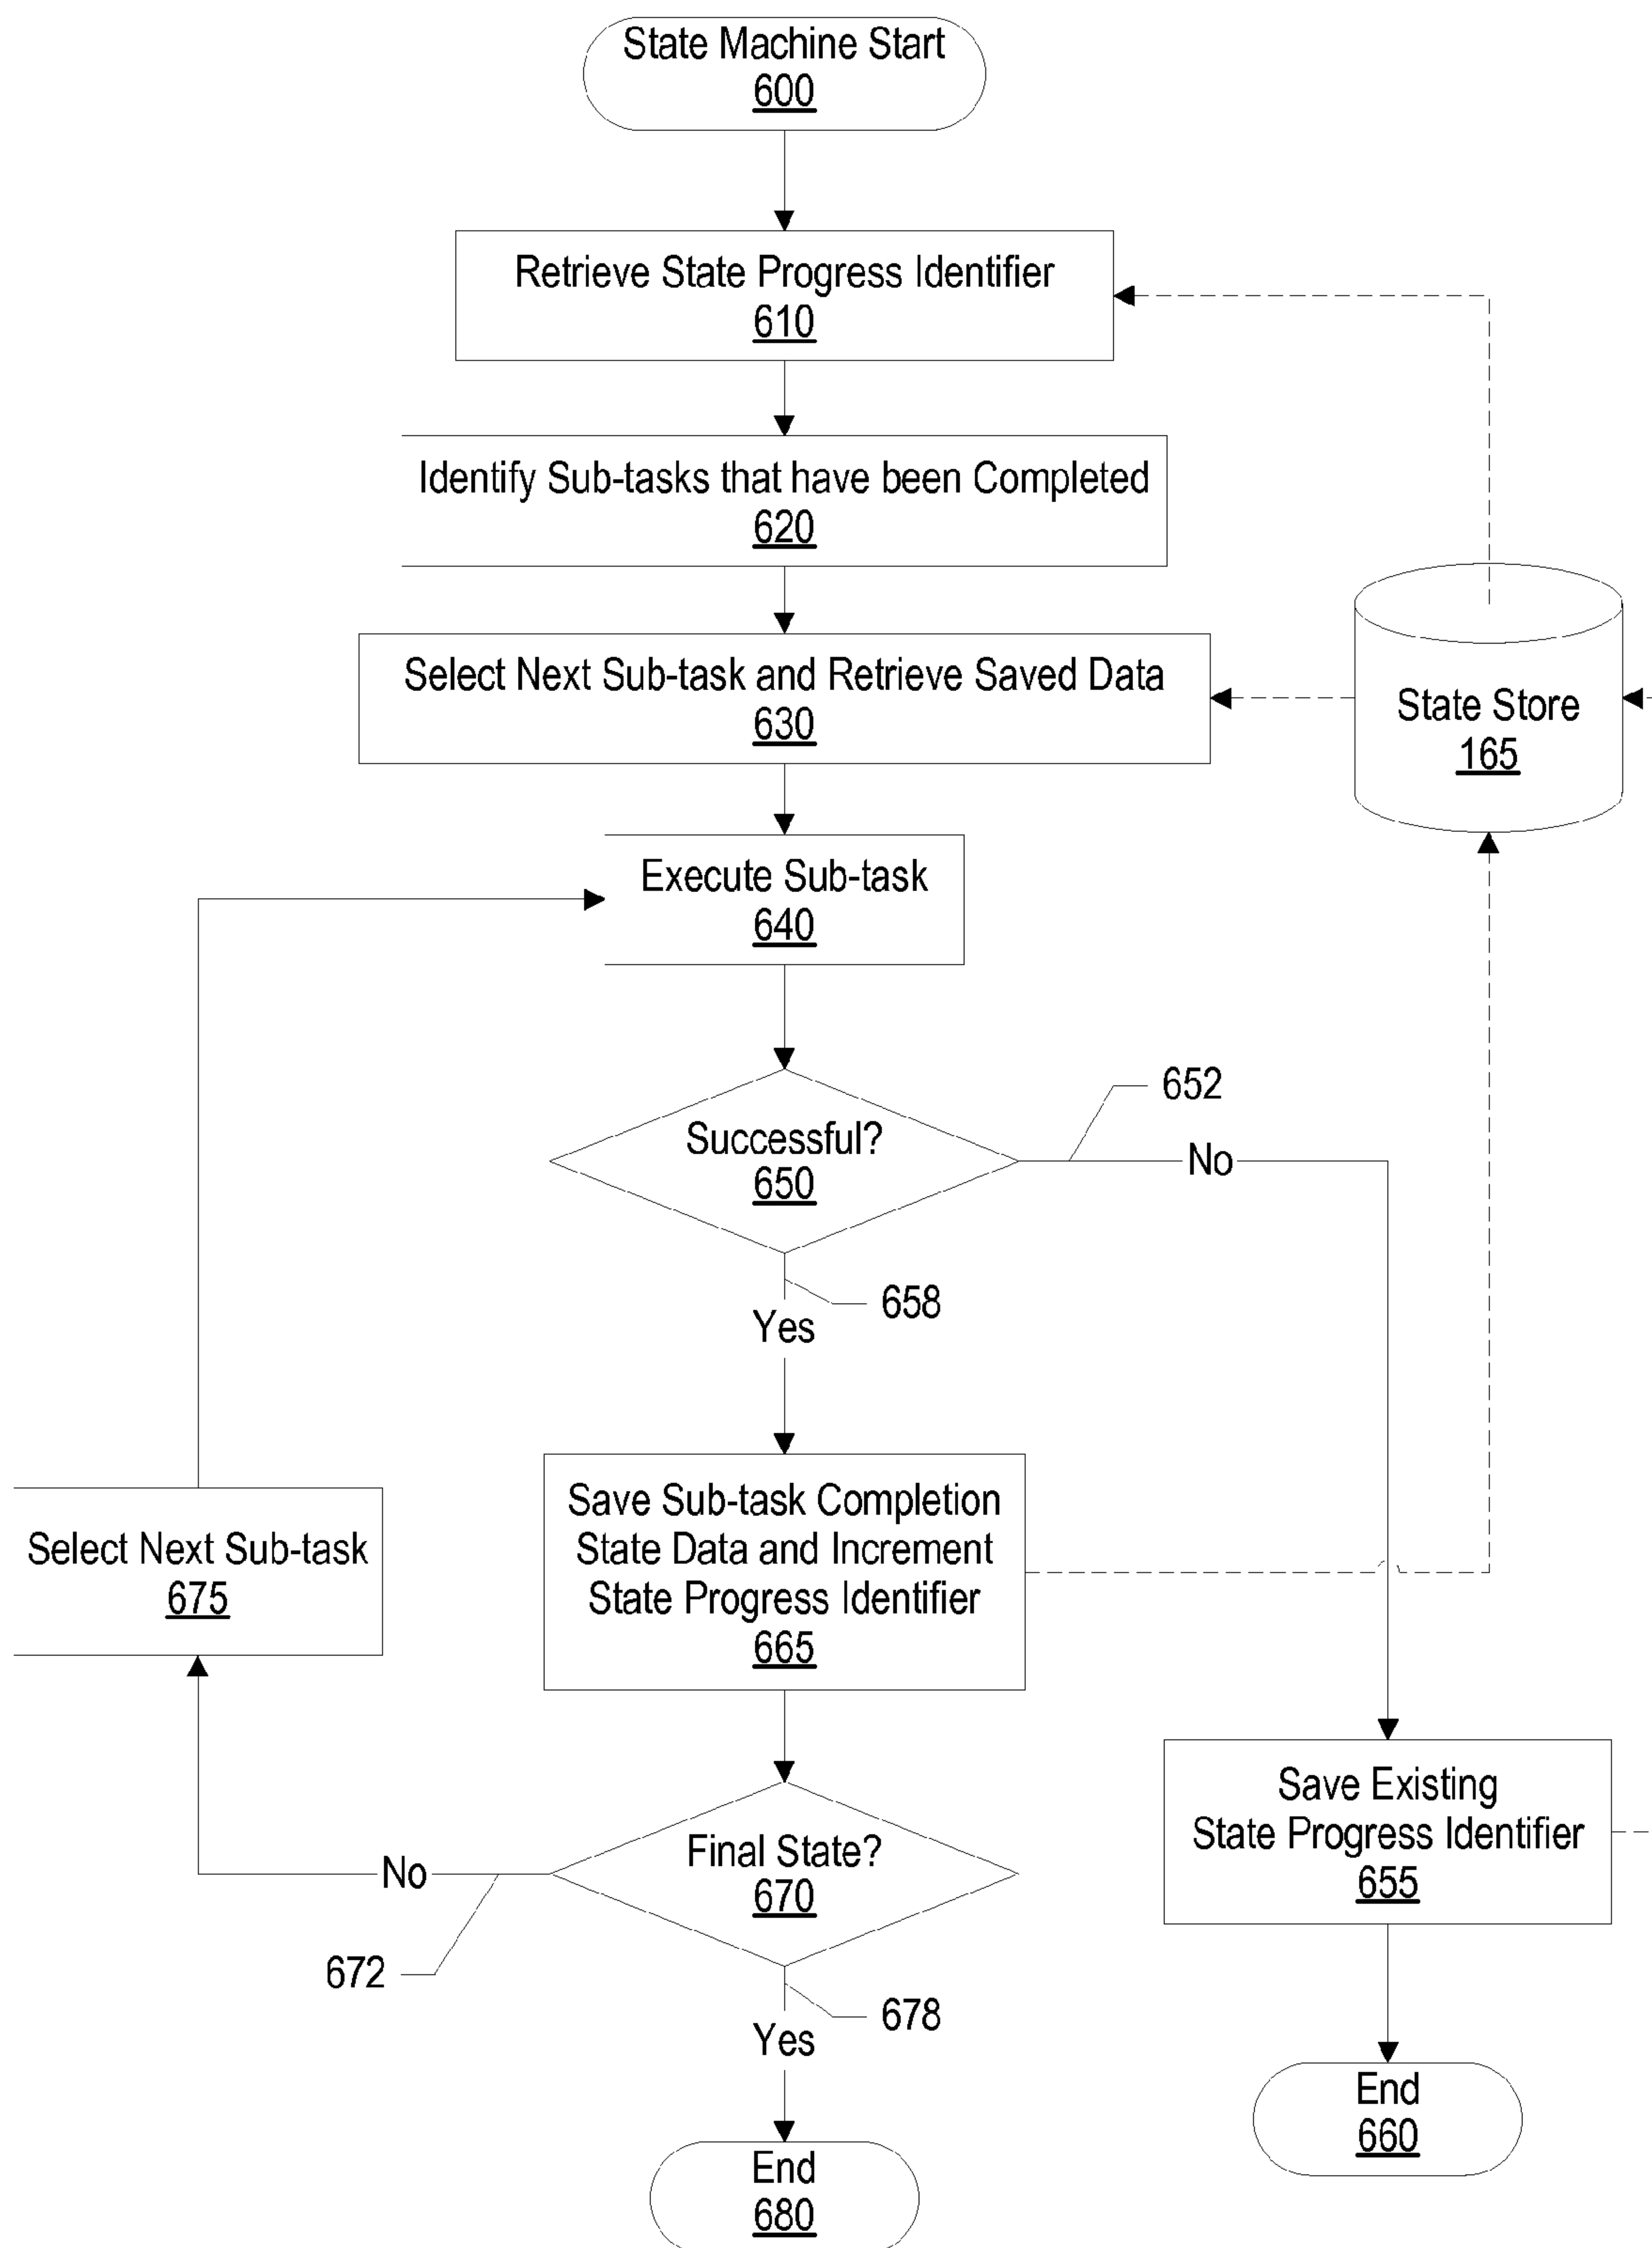 State Machine Start
600
Retrieve State Progress Identifier
610
Identify Sub-tasks that have been Completed
620
Select Next Sub-task and Retrieve Saved Data
630
State Store
165
Execute Sub-task
640
652
Successful?
650
No
658
Yes
Save Sub-task Completion
State Data and Increment
State Progress Identifier
665
Select Next Sub-task
675
Save Existing
State Progress Identifier
655
Final State?
670
No
672
678
Yes
End
660
End
680